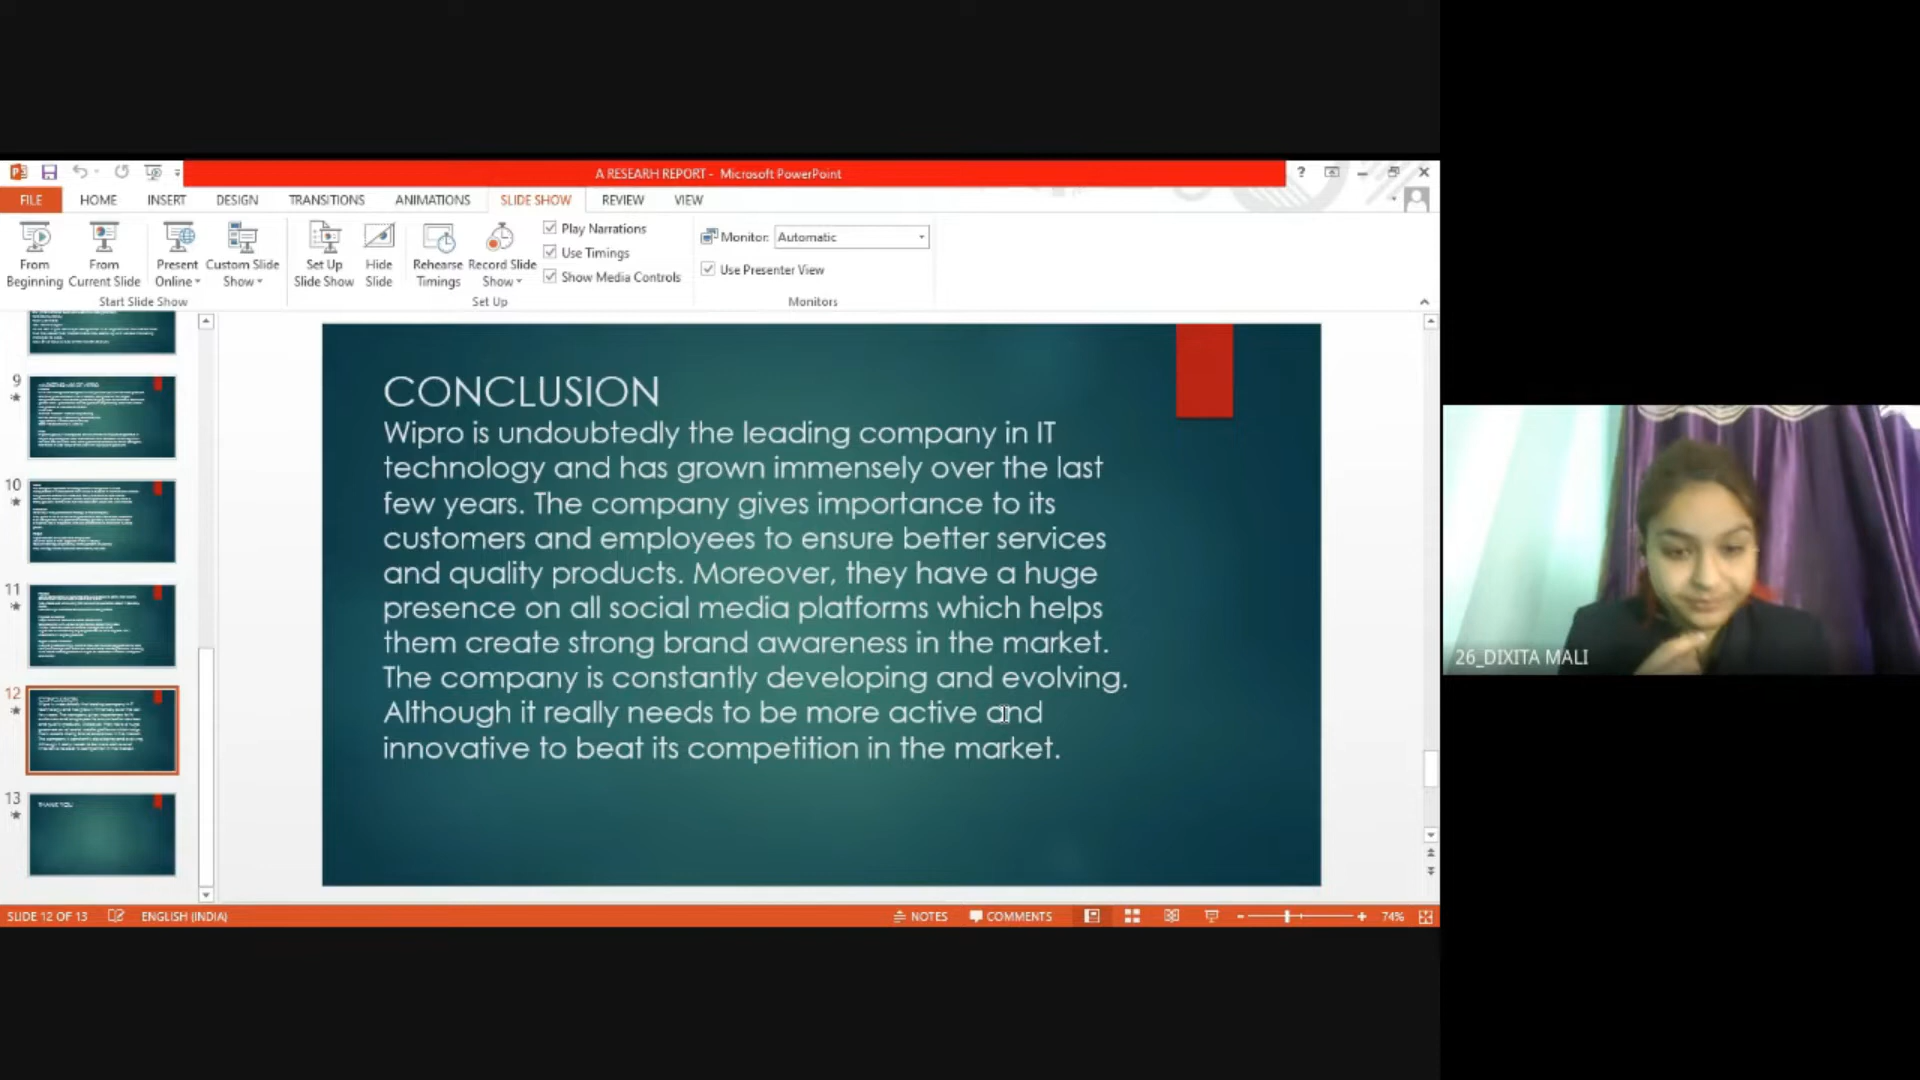 A RESEARH REPORT - Microsoft PowerPoint
?
FILE HOME INSERT DESIGN TRANSITIONS ANIMATIONS SLIDE SHOW REVIEW VIEW
From Beginning
From Current Slide
Present Online
Custom Slide Show
Set Up Slide Show
Hide Slide
Rehearse Timings
Record Slide Show
Play Narrations
Use Timings
Show Media Controls
Monitor: Automatic
Use Presenter View
Start Slide Show
Set Up
Monitors
9
10
11
12
CONCLUSION
13
THANK YOU
CONCLUSION
Wipro is undoubtedly the leading company in IT
technology and has grown immensely over the last
few years. The company gives importance to its
customers and employees to ensure better services
and quality products. Moreover, they have a huge
presence on all social media platforms which helps
them create strong brand awareness in the market.
The company is constantly developing and evolving.
Although it really needs to be more active and
innovative to beat its competition in the market.
26_DIXITA MALI
SLIDE 12 OF 13 ENGLISH (INDIA) NOTES COMMENTS 74%